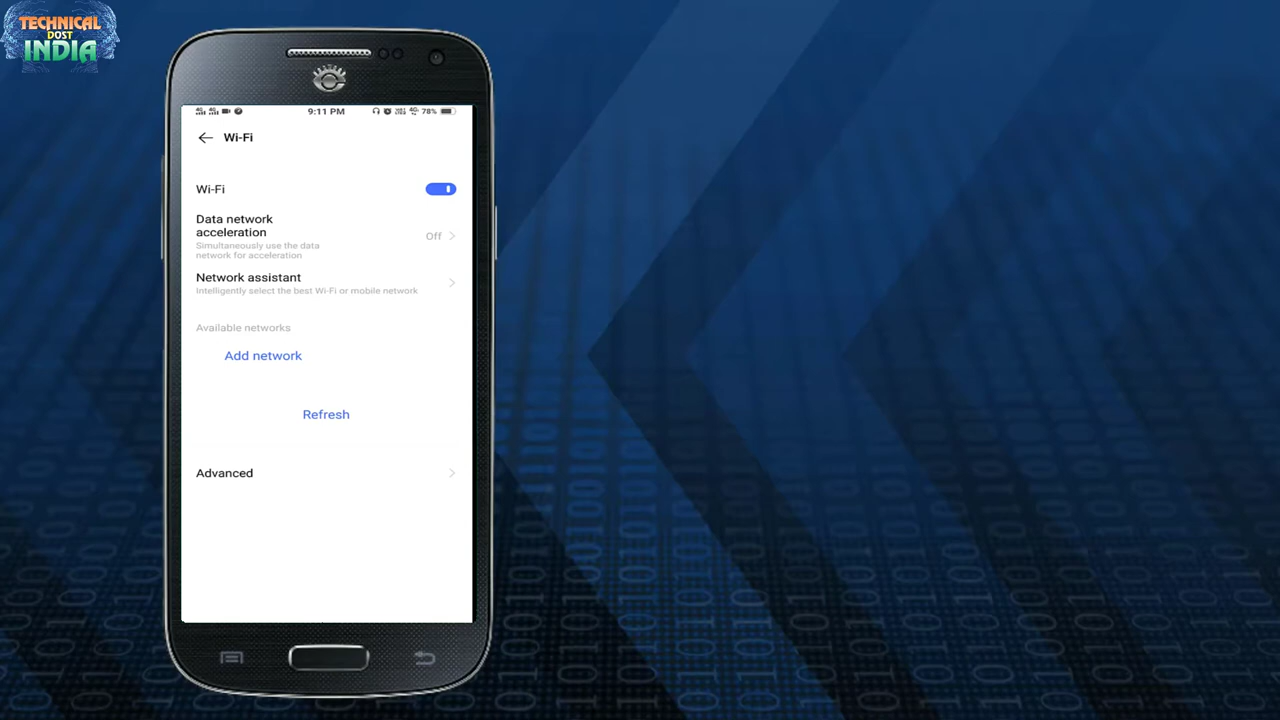 TECHNICAL
DOST
INDIA
9:11 PM
78%
Wi-Fi
Wi-Fi
Data network
acceleration
Off
Simultaneously use the data
network for acceleration
Network assistant
Intelligently select the best Wi-Fi or mobile network
Available networks
Add network
Refresh
Advanced